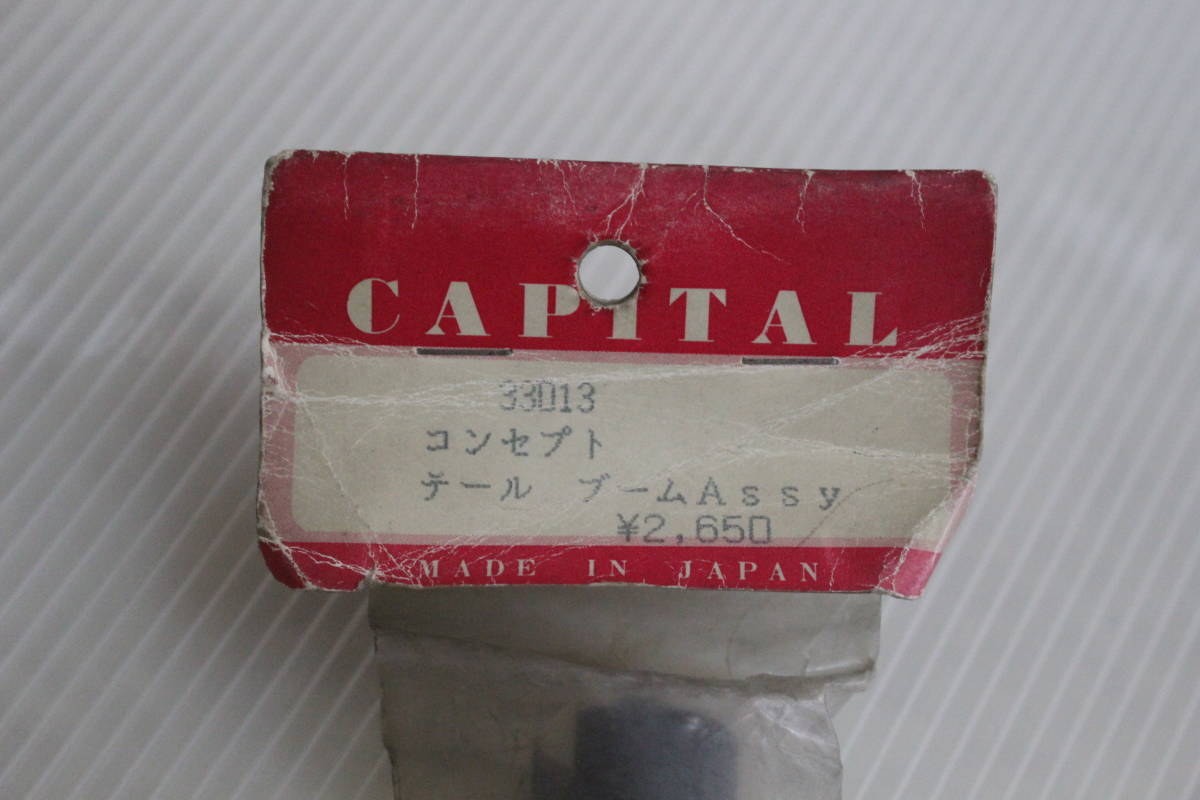 CAPITAL
33013
コンセプト
テール ブームAssy
¥2,650
MADE IN JAPAN